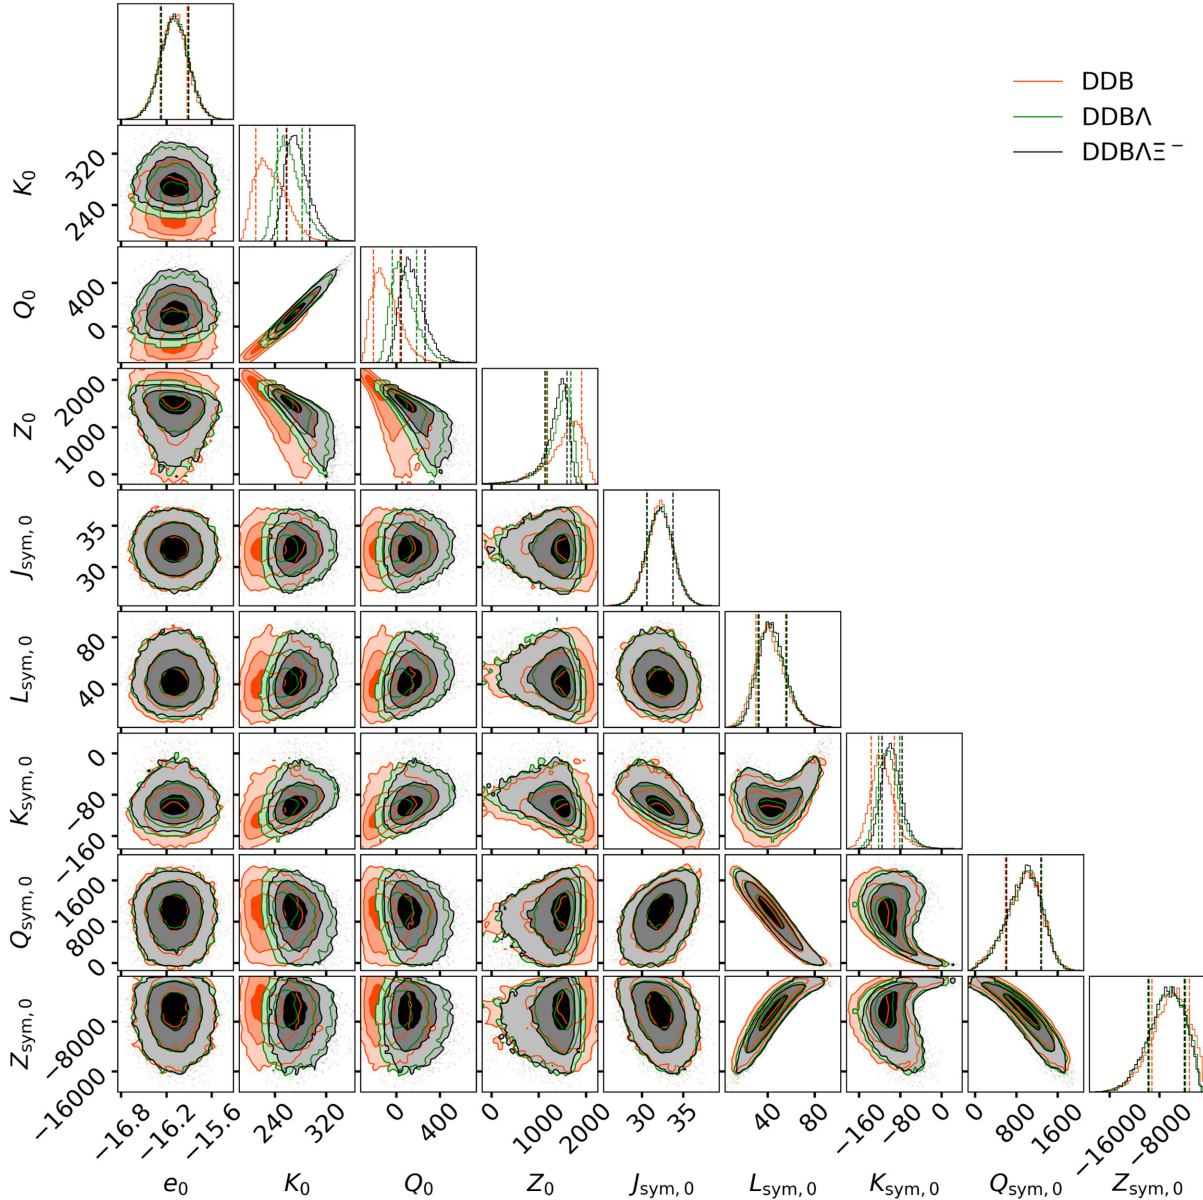 DDB
DDBΛ
DDBΛΞ⁻
320
240
K₀
400
0
Q₀
2000
1000
0
Z₀
35
30
J_sym, 0
80
40
L_sym, 0
0
−80
−160
K_sym, 0
1600
800
0
Q_sym, 0
−8000
−16000
Z_sym, 0
−16.8 −16.2 −15.6 240 320 0 400 0 1000 2000 30 35 40 80 −160 −80 0 0 800 1600 −16000 −8000
e₀ K₀ Q₀ Z₀ J_sym, 0 L_sym, 0 K_sym, 0 Q_sym, 0 Z_sym, 0